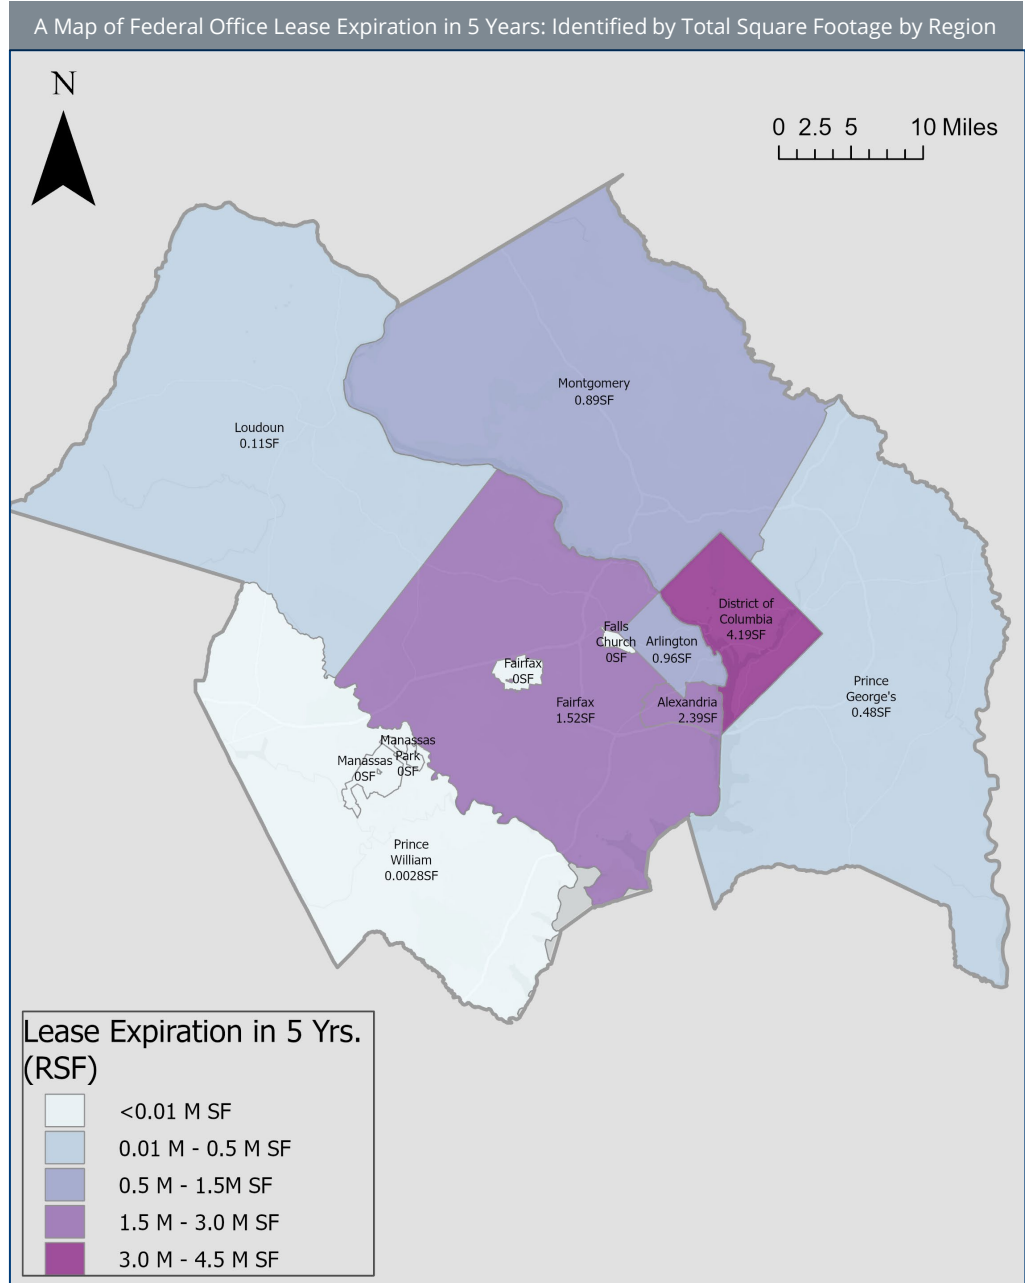 A Map of Federal Office Lease Expiration in 5 Years: Identified by Total Square Footage by Region
N
0 2.5 5 10 Miles
Montgomery
0.89SF
Loudoun
0.11SF
District of
Columbia
4.19SF
Falls
Church
0SF
Arlington
0.96SF
Fairfax
0SF
Fairfax
1.52SF
Alexandria
2.39SF
Prince
George's
0.48SF
Manassas
Park
0SF
Manassas
0SF
Prince
William
0.0028SF
Lease Expiration in 5 Yrs.
(RSF)
<0.01 M SF
0.01 M - 0.5 M SF
0.5 M - 1.5M SF
1.5 M - 3.0 M SF
3.0 M - 4.5 M SF